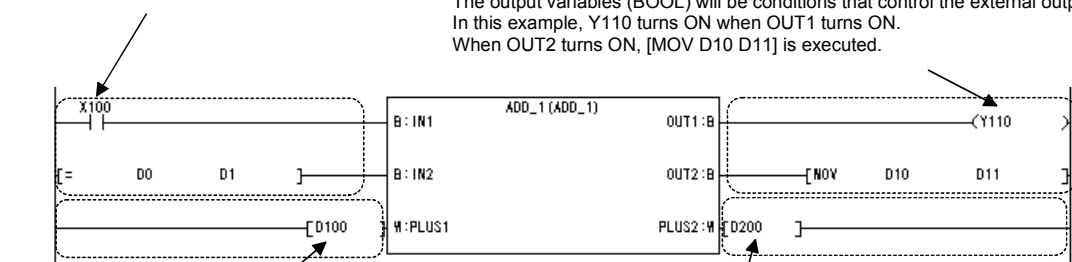 The output variables (BOOL) will be conditions that control the external outp
In this example, Y110 turns ON when OUT1 turns ON.
When OUT2 turns ON, [MOV D10 D11] is executed.
X100
ADD_1(ADD_1)
B:IN1 OUT1:B (Y110 )
[= D0 D1 ] B:IN2 OUT2:B [MOV D10 D11 ]
[D100 ] W:PLUS1 PLUS2:W [D200 ]